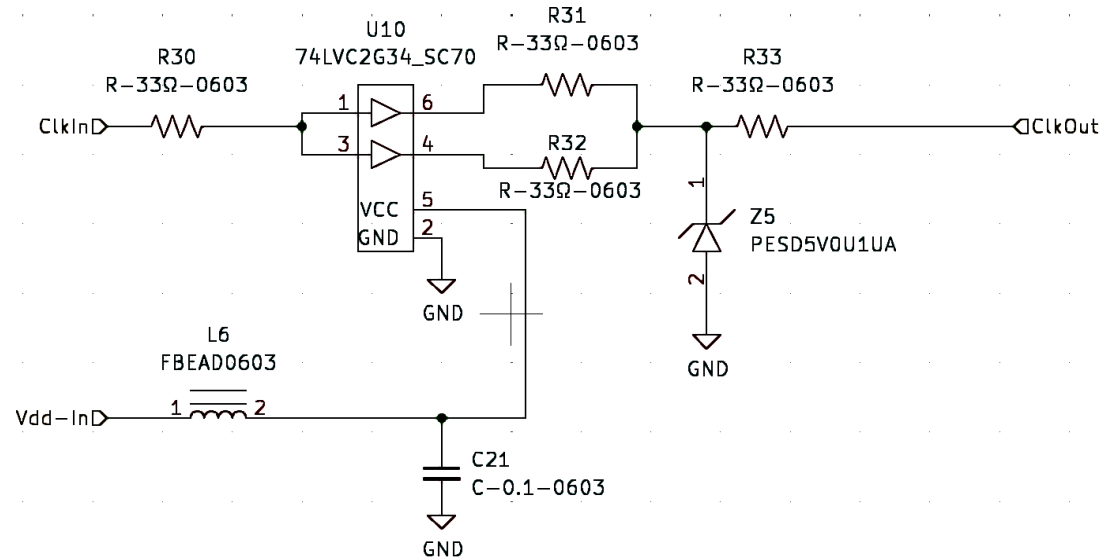 R31
R-33Ω-0603
U10
74LVC2G34_SC70
R30
R-33Ω-0603
R33
R-33Ω-0603
1
6
ClkIn
ClkOut
3
4
R32
R-33Ω-0603
VCC
5
GND
2
GND
1
Z5
PESD5V0U1UA
2
GND
L6
FBEAD0603
Vdd-In
1
2
C21
C-0.1-0603
GND